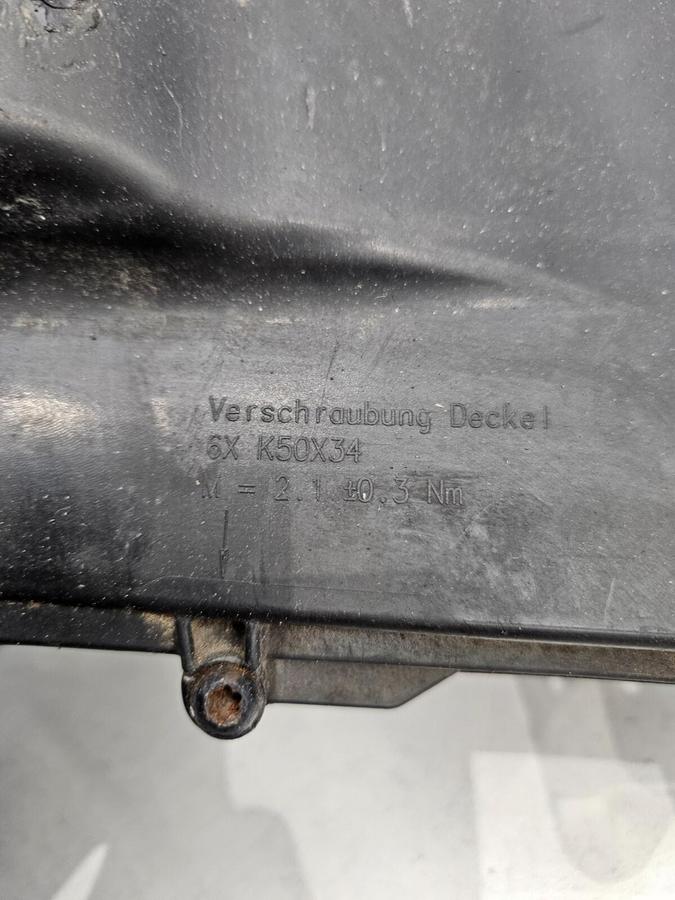 Verschraubung Deckel
6X K50X34
M = 2.1 ±0.3 Nm